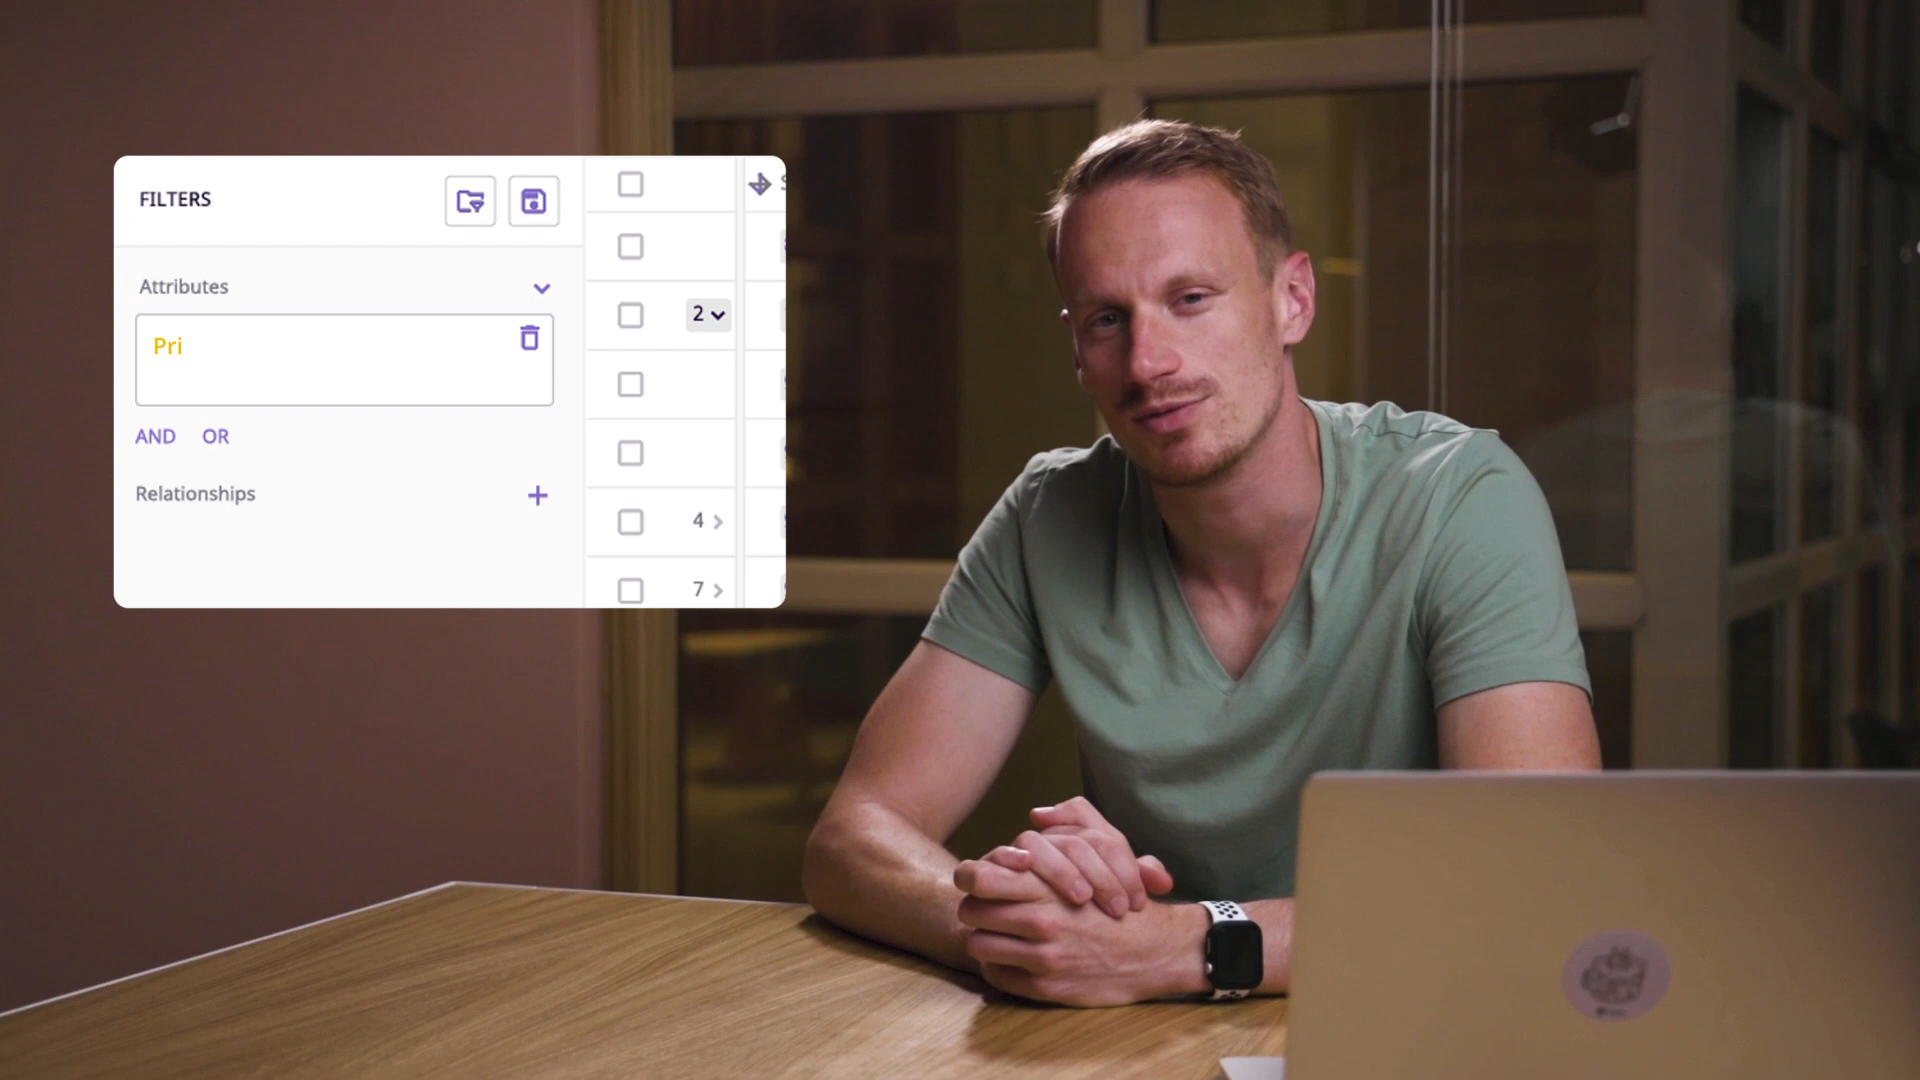 FILTERS
Attributes
Pri
AND OR
Relationships
2
4
7